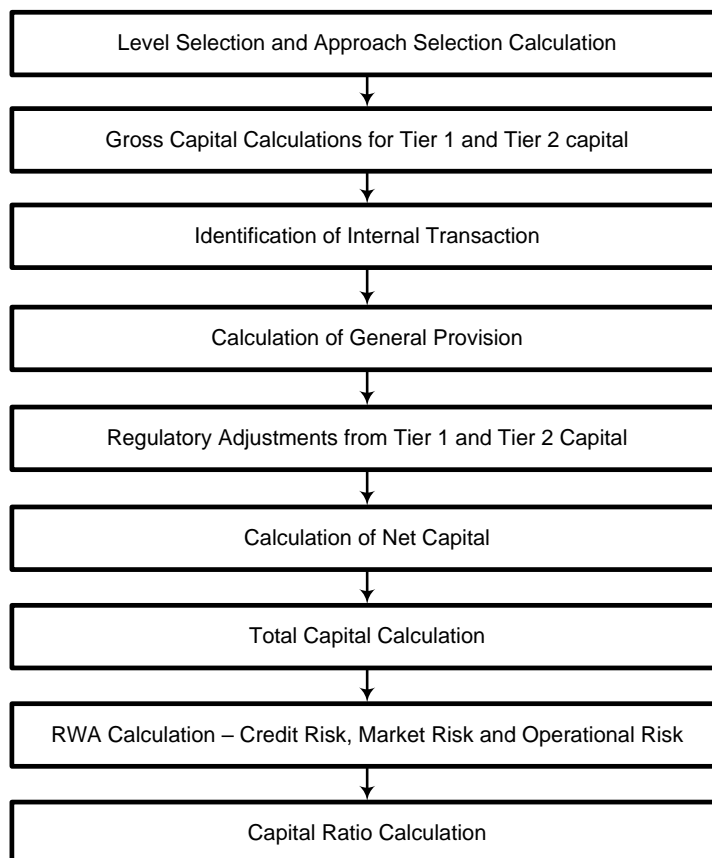 Level Selection and Approach Selection Calculation
Gross Capital Calculations for Tier 1 and Tier 2 capital
Identification of Internal Transaction
Calculation of General Provision
Regulatory Adjustments from Tier 1 and Tier 2 Capital
Calculation of Net Capital
Total Capital Calculation
RWA Calculation – Credit Risk, Market Risk and Operational Risk
Capital Ratio Calculation